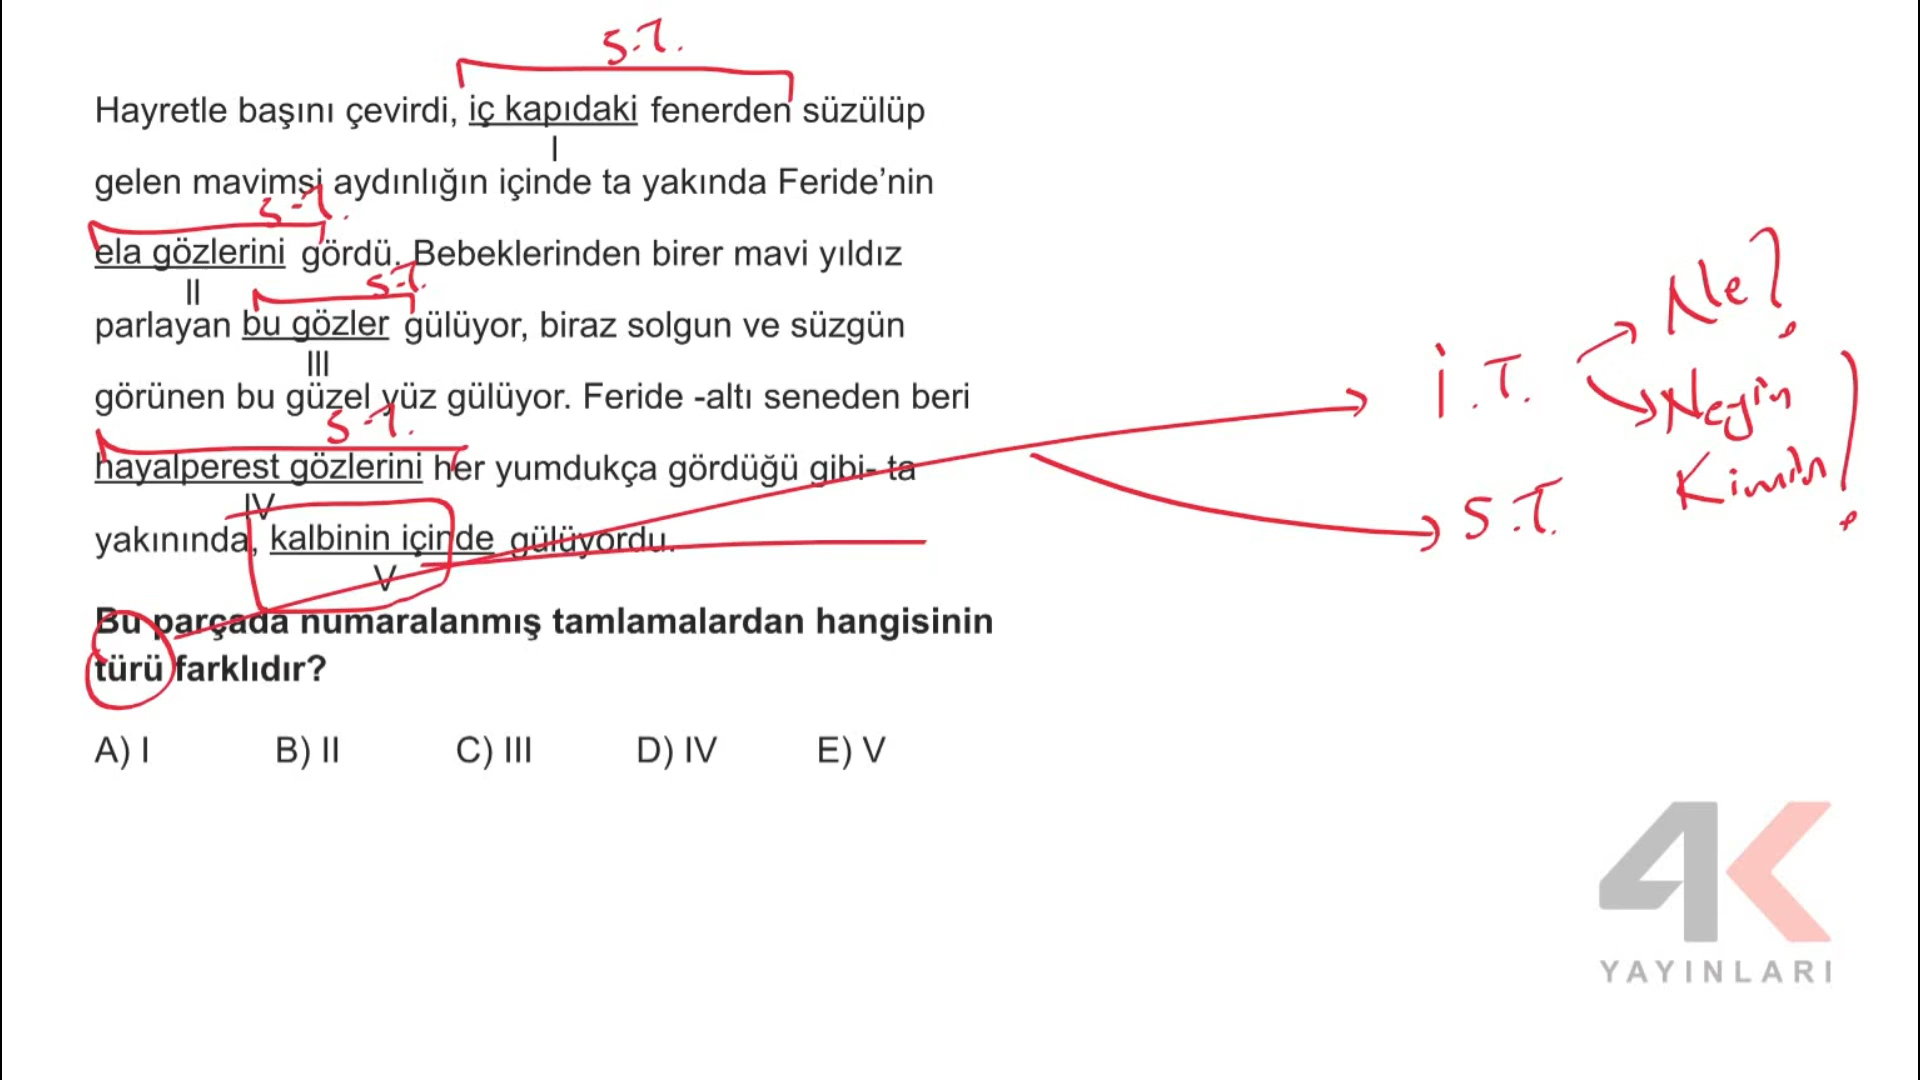 S.T.
Hayretle başını çevirdi, iç kapıdaki fenerden süzülüp
I
gelen mavimsi aydınlığın içinde ta yakında Feride’nin
S.T.
ela gözlerini gördü. Bebeklerinden birer mavi yıldız
II
S.T.
parlayan bu gözler gülüyor, biraz solgun ve süzgün
III
görünen bu güzel yüz gülüyor. Feride -altı seneden beri
S.T.
hayalperest gözlerini her yumdukça gördüğü gibi- ta
IV
yakınında, kalbinin içinde gülüyordu.
V
Bu parçada numaralanmış tamlamalardan hangisinin
türü farklıdır?
A) I B) II C) III D) IV E) V
Ne?
İ.T.
Neyin
Kimin?
S.T.
4K
YAYINLARI